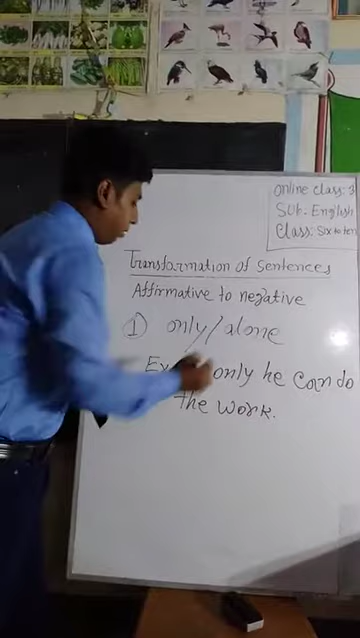 Online class: 3
Sub: English
Class: Six to ten
Transformation of Sentences
Affirmative to negative
① only/alone
only he can do
the work.